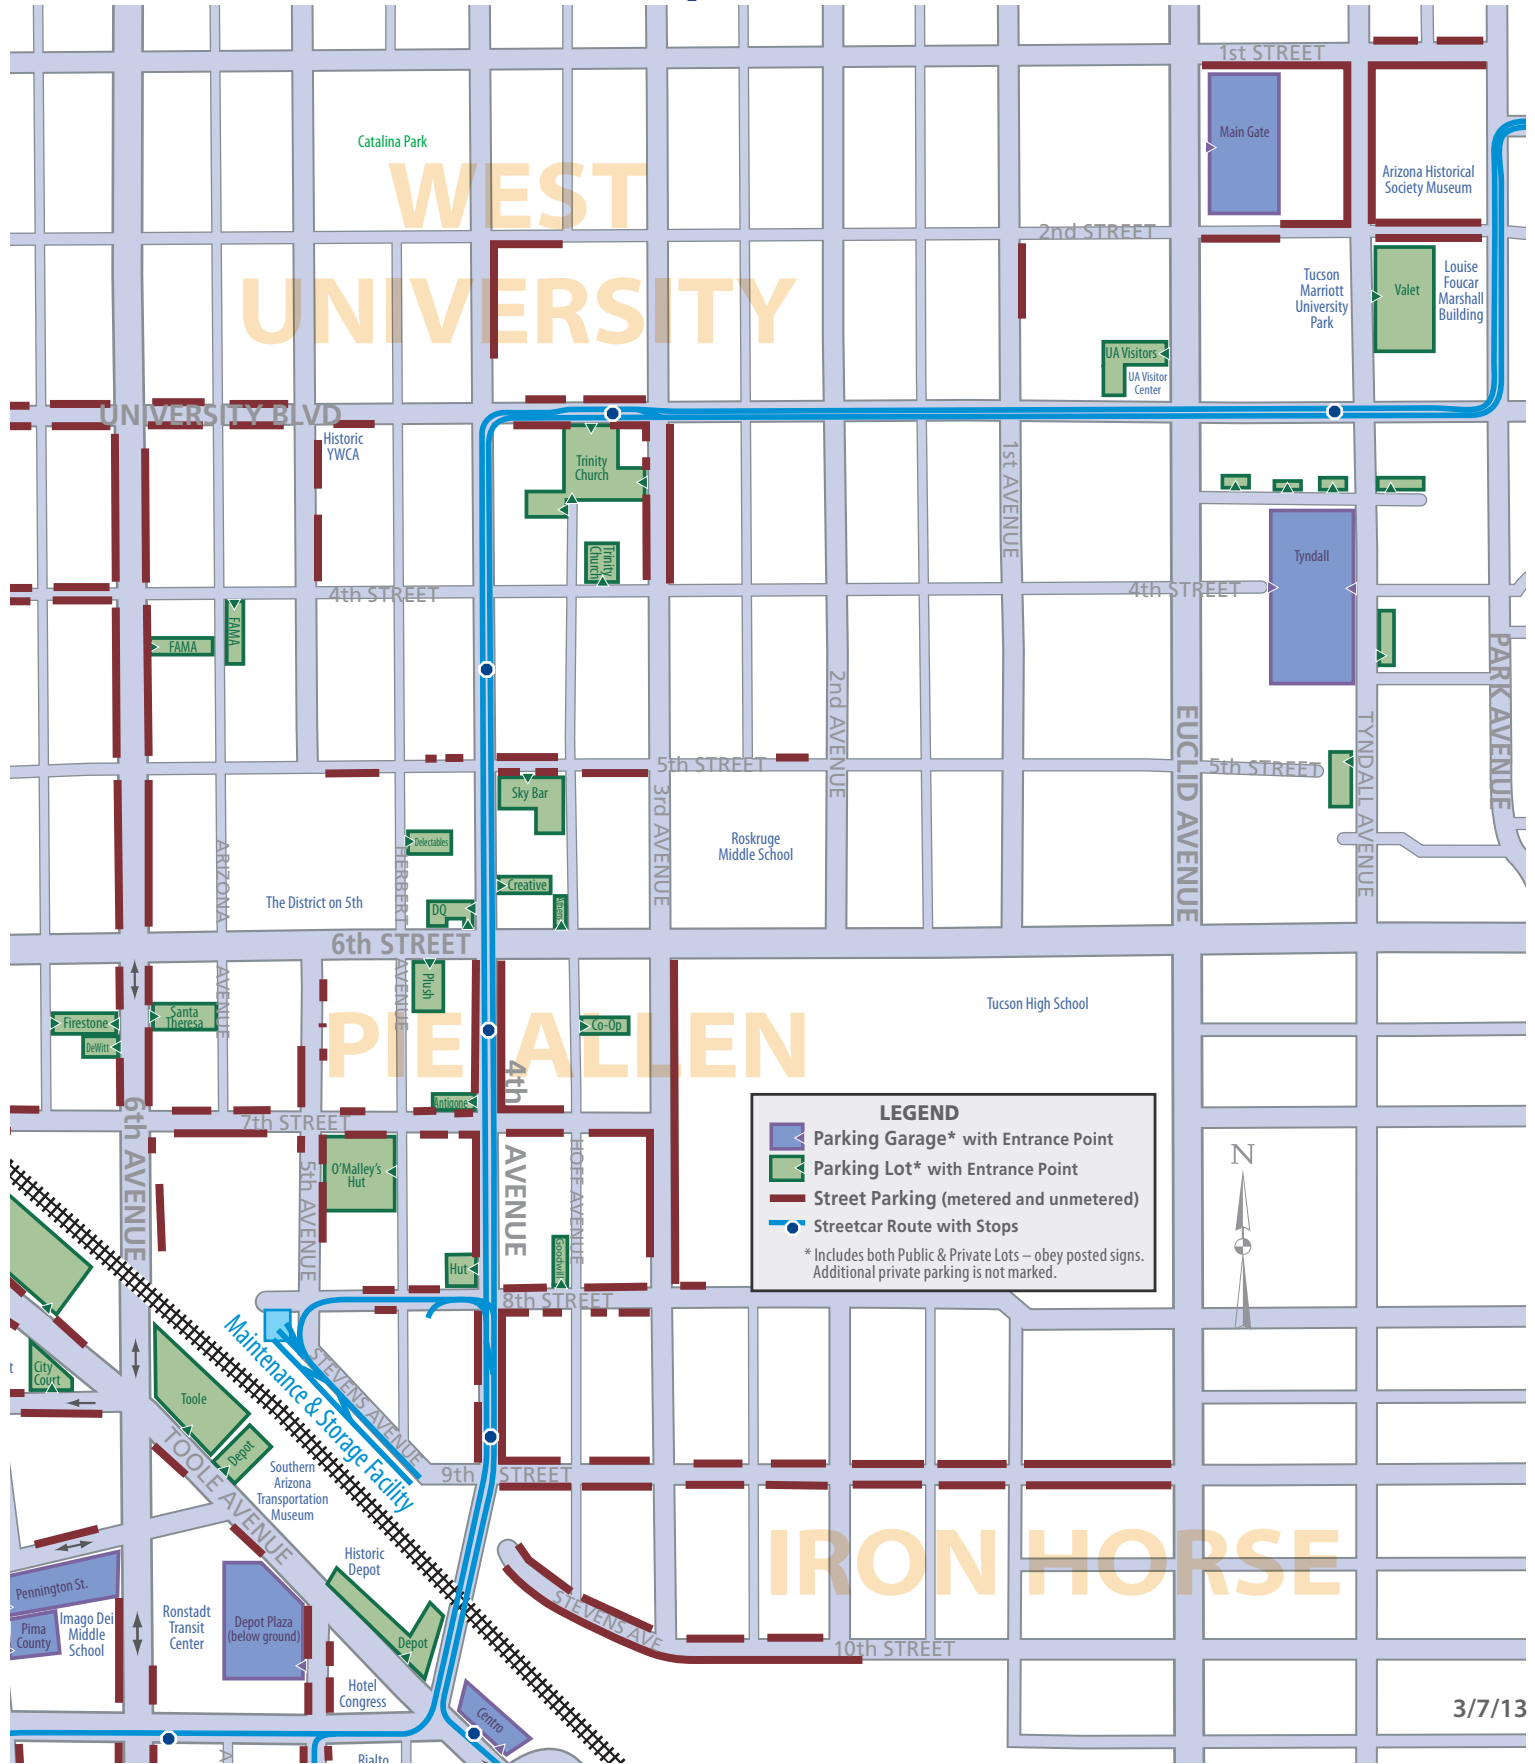 1st STREET
Catalina Park
Main Gate
WEST
Arizona Historical
Society Museum
2nd STREET
UNIVERSITY
Tucson
Marriott
University
Park
Valet
Louise
Foucar
Marshall
Building
UA Visitors
UA Visitor
Center
UNIVERSITY BLVD
Historic
YWCA
Trinity
Church
1st AVENUE
Trinity
Church
Tyndall
4th STREET
4th STREET
FAMA
FAMA
PARK AVENUE
2nd AVENUE
EUCLID AVENUE
TYNDALL AVENUE
5th STREET
5th STREET
Sky Bar
3rd AVENUE
Delectables
Roskruge
Middle School
ARIZONA
HERBERT
Creative
The District on 5th
DQ
6th STREET
AVENUE
AVENUE
Plush
Firestone
Santa
Theresa
DeWitt
Co-Op
Tucson High School
PIE ALLEN
4th
Antigone
6th AVENUE
7th STREET
LEGEND
Parking Garage* with Entrance Point
Parking Lot* with Entrance Point
Street Parking (metered and unmetered)
Streetcar Route with Stops
* Includes both Public & Private Lots – obey posted signs.
Additional private parking is not marked.
N
5th AVENUE
O'Malley's
Hut
AVENUE
HOFF AVENUE
Hut
Goodwill
8th STREET
Maintenance & Storage Facility
STEVENS AVENUE
City
Court
t
Toole
Depot
TOOLE AVENUE
Southern
Arizona
Transportation
Museum
9th STREET
IRON HORSE
Historic
Depot
Pennington St.
Pima
County
Imago Dei
Middle
School
Ronstadt
Transit
Center
Depot Plaza
(below ground)
Depot
STEVENS AVE
10th STREET
Hotel
Congress
Centro
3/7/13
A
Rialto